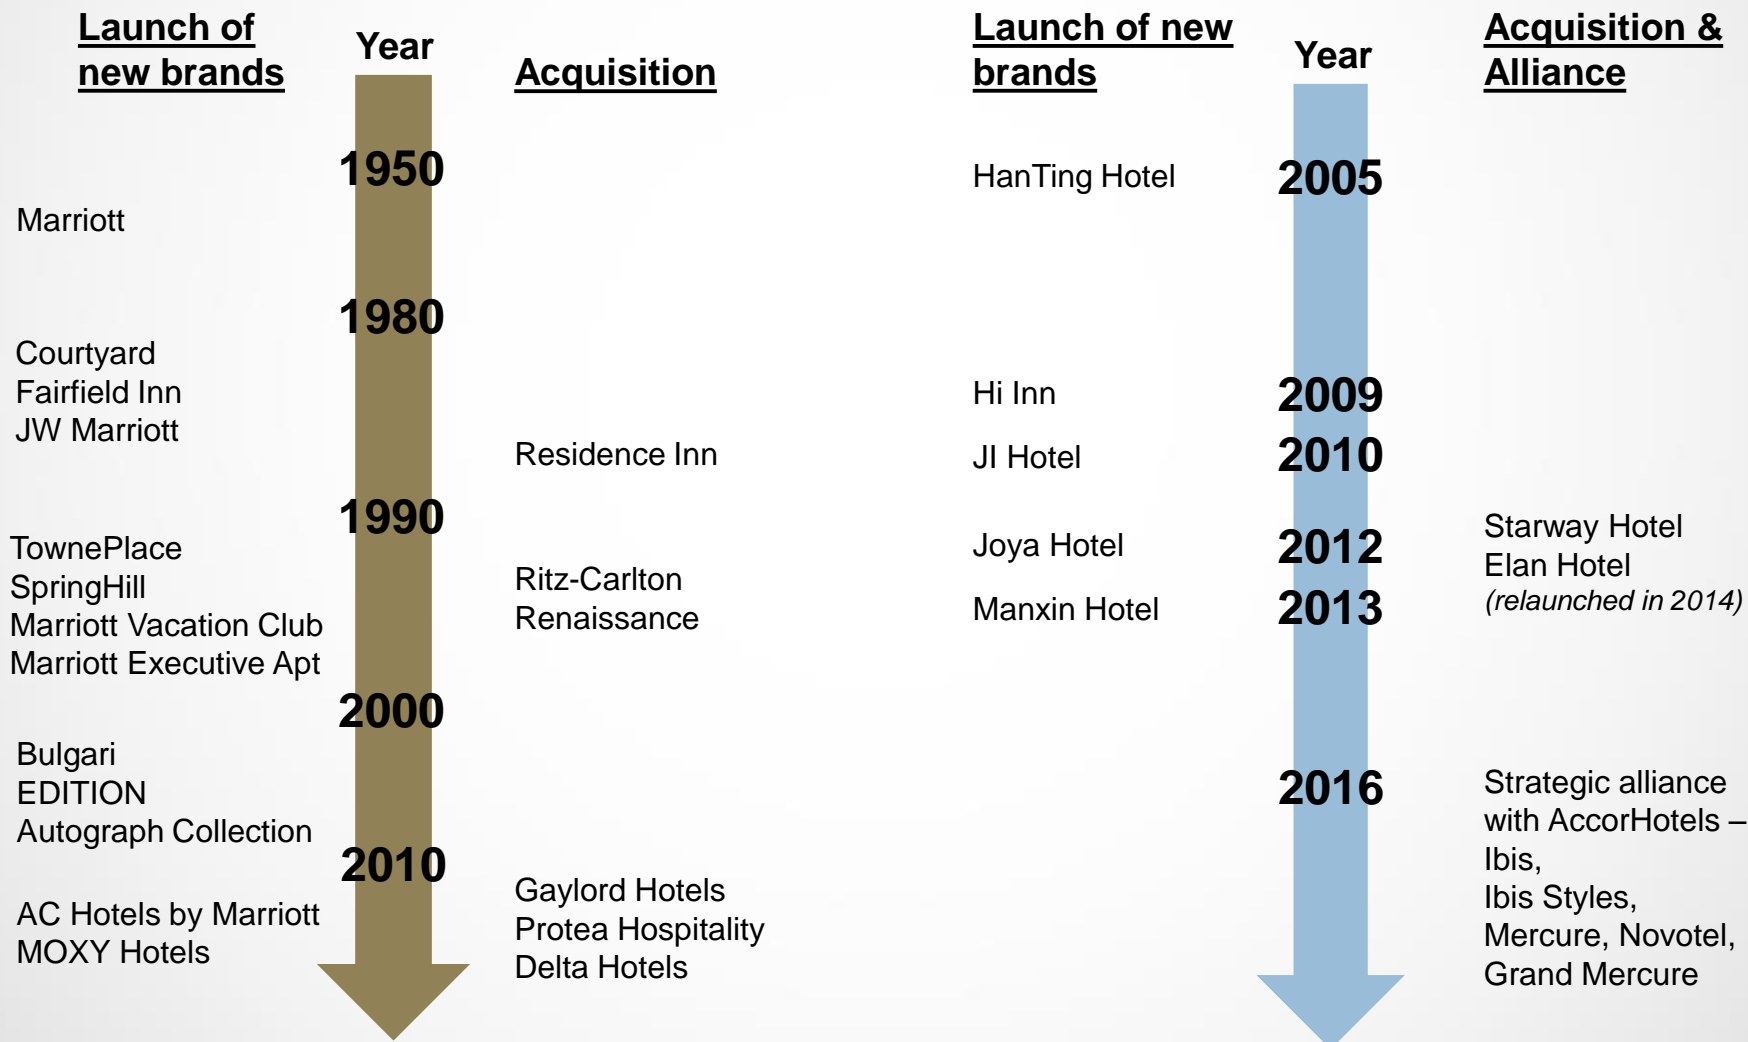 Launch of
new brands
Year
Acquisition
1950
Marriott
1980
Courtyard
Fairfield Inn
JW Marriott
Residence Inn
1990
TownePlace
SpringHill
Marriott Vacation Club
Marriott Executive Apt
Ritz-Carlton
Renaissance
2000
Bulgari
EDITION
Autograph Collection
2010
AC Hotels by Marriott
MOXY Hotels
Gaylord Hotels
Protea Hospitality
Delta Hotels
Launch of new
brands
Year
Acquisition &
Alliance
HanTing Hotel
2005
Hi Inn
2009
JI Hotel
2010
Joya Hotel
2012
Starway Hotel
Elan Hotel
(relaunched in 2014)
Manxin Hotel
2013
2016
Strategic alliance
with AccorHotels –
Ibis,
Ibis Styles,
Mercure, Novotel,
Grand Mercure